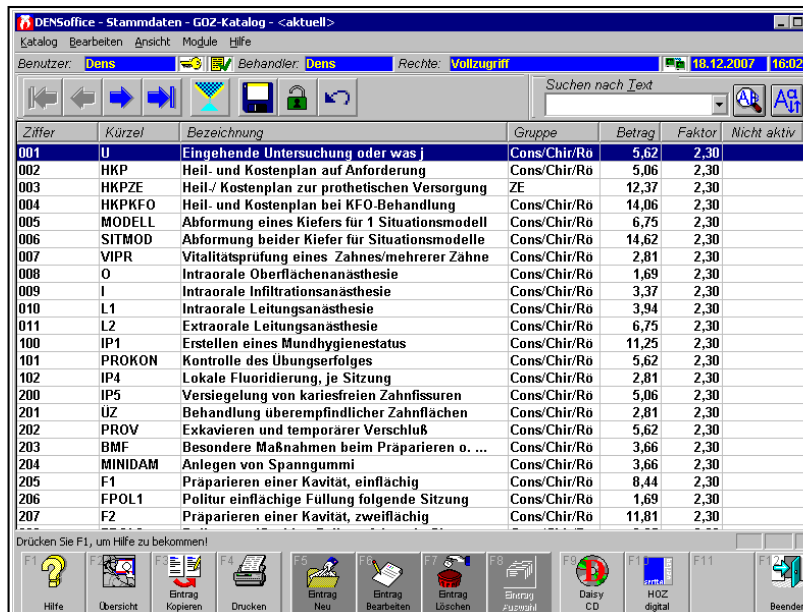 DENSoffice - Stammdaten - GOZ-Katalog - <aktuell>
Katalog Bearbeiten Ansicht Module Hilfe
Benutzer: Dens Behandler: Dens Rechte: Vollzugriff 18.12.2007 16:02
Suchen nach Text
Ziffer Kürzel Bezeichnung Gruppe Betrag Faktor Nicht aktiv
001 U Eingehende Untersuchung oder was j Cons/Chir/Rö 5,62 2,30
002 HKP Heil- und Kostenplan auf Anforderung Cons/Chir/Rö 5,06 2,30
003 HKPZE Heil-/ Kostenplan zur prothetischen Versorgung ZE 12,37 2,30
004 HKPKFO Heil- und Kostenplan bei KFO-Behandlung Cons/Chir/Rö 14,06 2,30
005 MODELL Abformung eines Kiefers für 1 Situationsmodell Cons/Chir/Rö 6,75 2,30
006 SITMOD Abformung beider Kiefer für Situationsmodelle Cons/Chir/Rö 14,62 2,30
007 VIPR Vitalitätsprüfung eines Zahnes/mehrerer Zähne Cons/Chir/Rö 2,81 2,30
008 O Intraorale Oberflächenanästhesie Cons/Chir/Rö 1,69 2,30
009 I Intraorale Infiltrationsanästhesie Cons/Chir/Rö 3,37 2,30
010 L1 Intraorale Leitungsanästhesie Cons/Chir/Rö 3,94 2,30
011 L2 Extraorale Leitungsanästhesie Cons/Chir/Rö 6,75 2,30
100 IP1 Erstellen eines Mundhygienestatus Cons/Chir/Rö 11,25 2,30
101 PROKON Kontrolle des Übungserfolges Cons/Chir/Rö 5,62 2,30
102 IP4 Lokale Fluoridierung, je Sitzung Cons/Chir/Rö 2,81 2,30
200 IP5 Versiegelung von kariesfreien Zahnfissuren Cons/Chir/Rö 5,06 2,30
201 ÜZ Behandlung überempfindlicher Zahnflächen Cons/Chir/Rö 2,81 2,30
202 PROV Exkavieren und temporärer Verschluß Cons/Chir/Rö 5,62 2,30
203 BMF Besondere Maßnahmen beim Präparieren o. ... Cons/Chir/Rö 3,66 2,30
204 MINIDAM Anlegen von Spanngummi Cons/Chir/Rö 3,66 2,30
205 F1 Präparieren einer Kavität, einflächig Cons/Chir/Rö 8,44 2,30
206 FPOL1 Politur einflächige Füllung folgende Sitzung Cons/Chir/Rö 1,69 2,30
207 F2 Präparieren einer Kavität, zweiflächig Cons/Chir/Rö 11,81 2,30
Drücken Sie F1, um Hilfe zu bekommen!
F1 F2 F3 F4 F5 F6 F7 F8 F9 F10 F11 F12
Hilfe Übersicht Eintrag Kopieren Drucken Eintrag Neu Eintrag Bearbeiten Eintrag Löschen Eintrag Auswahl Daisy CD HOZ digital Beenden